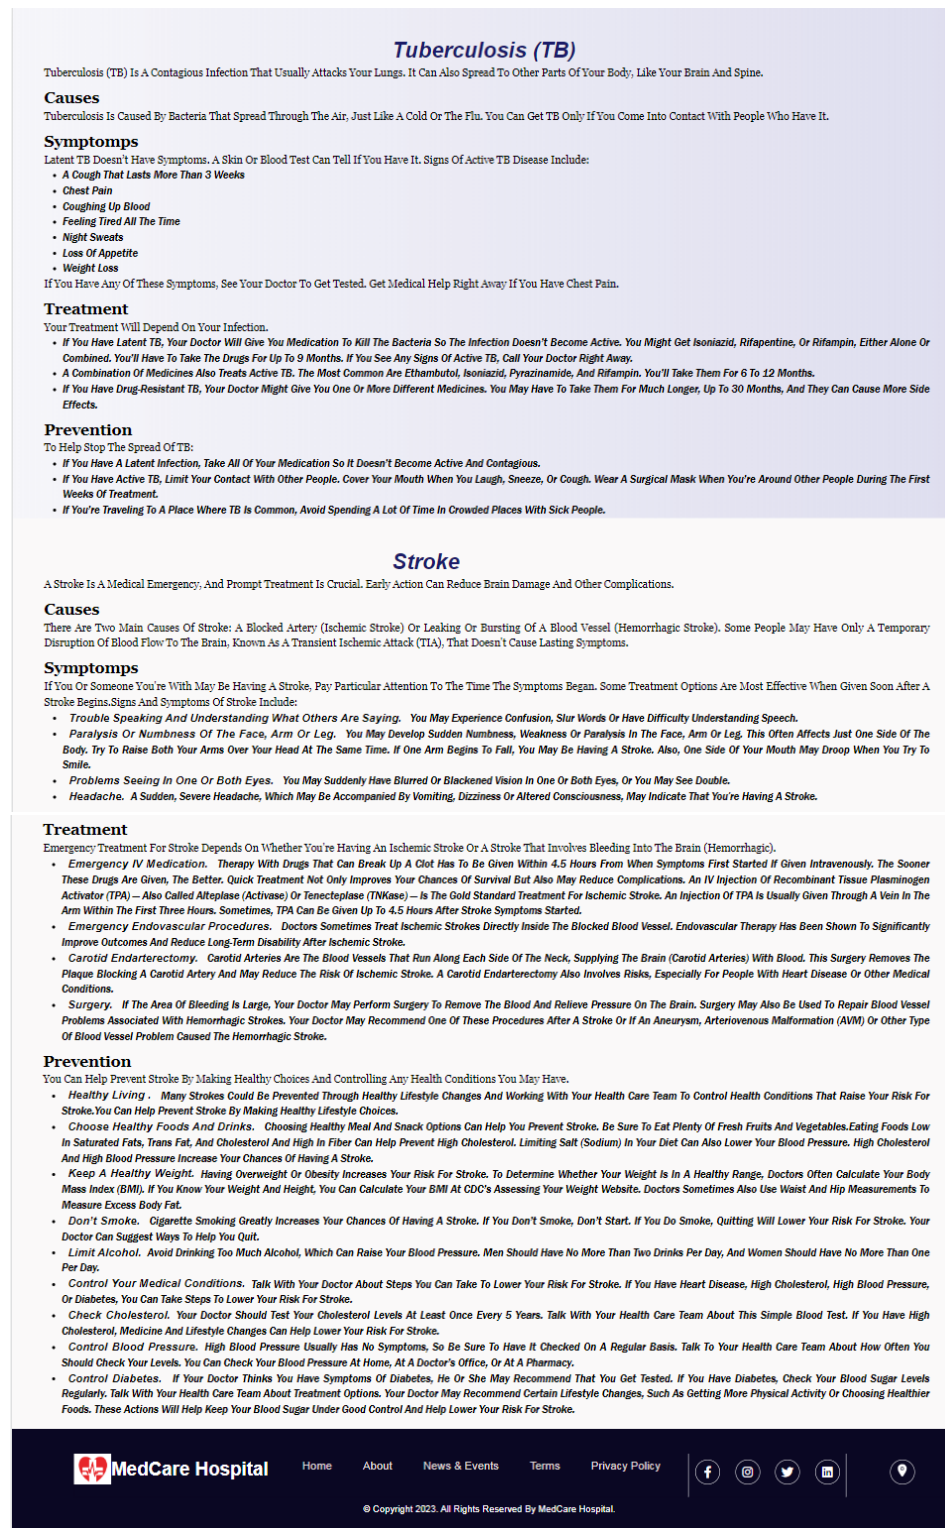 Tuberculosis (TB)
Tuberculosis (TB) Is A Contagious Infection That Usually Attacks Your Lungs. It Can Also Spread To Other Parts Of Your Body, Like Your Brain And Spine.
Causes
Tuberculosis Is Caused By Bacteria That Spread Through The Air, Just Like A Cold Or The Flu. You Can Get TB Only If You Come Into Contact With People Who Have It.
Symptomps
Latent TB Doesn't Have Symptoms. A Skin Or Blood Test Can Tell If You Have It. Signs Of Active TB Disease Include:
• A Cough That Lasts More Than 3 Weeks
• Chest Pain
• Coughing Up Blood
• Feeling Tired All The Time
• Night Sweats
• Loss Of Appetite
• Weight Loss
If You Have Any Of These Symptoms, See Your Doctor To Get Tested. Get Medical Help Right Away If You Have Chest Pain.
Treatment
Your Treatment Will Depend On Your Infection.
• If You Have Latent TB, Your Doctor Will Give You Medication To Kill The Bacteria So The Infection Doesn't Become Active. You Might Get Isoniazid, Rifapentine, Or Rifampin, Either Alone Or
Combined. You'll Have To Take The Drugs For Up To 9 Months. If You See Any Signs Of Active TB, Call Your Doctor Right Away.
• A Combination Of Medicines Also Treats Active TB. The Most Common Are Ethambutol, Isoniazid, Pyrazinamide, And Rifampin. You'll Take Them For 6 To 12 Months.
• If You Have Drug-Resistant TB, Your Doctor Might Give You One Or More Different Medicines. You May Have To Take Them For Much Longer, Up To 30 Months, And They Can Cause More Side
Effects.
Prevention
To Help Stop The Spread Of TB:
• If You Have A Latent Infection, Take All Of Your Medication So It Doesn't Become Active And Contagious.
• If You Have Active TB, Limit Your Contact With Other People. Cover Your Mouth When You Laugh, Sneeze, Or Cough. Wear A Surgical Mask When You're Around Other People During The First
Weeks Of Treatment.
• If You're Traveling To A Place Where TB Is Common, Avoid Spending A Lot Of Time In Crowded Places With Sick People.
Stroke
A Stroke Is A Medical Emergency, And Prompt Treatment Is Crucial. Early Action Can Reduce Brain Damage And Other Complications.
Causes
There Are Two Main Causes Of Stroke: A Blocked Artery (Ischemic Stroke) Or Leaking Or Bursting Of A Blood Vessel (Hemorrhagic Stroke). Some People May Have Only A Temporary
Disruption Of Blood Flow To The Brain, Known As A Transient Ischemic Attack (TIA), That Doesn't Cause Lasting Symptoms.
Symptomps
If You Or Someone You're With May Be Having A Stroke, Pay Particular Attention To The Time The Symptoms Began. Some Treatment Options Are Most Effective When Given Soon After A
Stroke Begins.Signs And Symptoms Of Stroke Include:
• Trouble Speaking And Understanding What Others Are Saying. You May Experience Confusion, Slur Words Or Have Difficulty Understanding Speech.
• Paralysis Or Numbness Of The Face, Arm Or Leg. You May Develop Sudden Numbness, Weakness Or Paralysis In The Face, Arm Or Leg. This Often Affects Just One Side Of The
Body. Try To Raise Both Your Arms Over Your Head At The Same Time. If One Arm Begins To Fall, You May Be Having A Stroke. Also, One Side Of Your Mouth May Droop When You Try To
Smile.
• Problems Seeing In One Or Both Eyes. You May Suddenly Have Blurred Or Blackened Vision In One Or Both Eyes, Or You May See Double.
• Headache. A Sudden, Severe Headache, Which May Be Accompanied By Vomiting, Dizziness Or Altered Consciousness, May Indicate That You're Having A Stroke.
Treatment
Emergency Treatment For Stroke Depends On Whether You're Having An Ischemic Stroke Or A Stroke That Involves Bleeding Into The Brain (Hemorrhagic).
• Emergency IV Medication. Therapy With Drugs That Can Break Up A Clot Has To Be Given Within 4.5 Hours From When Symptoms First Started If Given Intravenously. The Sooner
These Drugs Are Given, The Better. Quick Treatment Not Only Improves Your Chances Of Survival But Also May Reduce Complications. An IV Injection Of Recombinant Tissue Plasminogen
Activator (TPA) — Also Called Alteplase (Activase) Or Tenecteplase (TNKase) — Is The Gold Standard Treatment For Ischemic Stroke. An Injection Of TPA Is Usually Given Through A Vein In The
Arm Within The First Three Hours. Sometimes, TPA Can Be Given Up To 4.5 Hours After Stroke Symptoms Started.
• Emergency Endovascular Procedures. Doctors Sometimes Treat Ischemic Strokes Directly Inside The Blocked Blood Vessel. Endovascular Therapy Has Been Shown To Significantly
Improve Outcomes And Reduce Long-Term Disability After Ischemic Stroke.
• Carotid Endarterectomy. Carotid Arteries Are The Blood Vessels That Run Along Each Side Of The Neck, Supplying The Brain (Carotid Arteries) With Blood. This Surgery Removes The
Plaque Blocking A Carotid Artery And May Reduce The Risk Of Ischemic Stroke. A Carotid Endarterectomy Also Involves Risks, Especially For People With Heart Disease Or Other Medical
Conditions.
• Surgery. If The Area Of Bleeding Is Large, Your Doctor May Perform Surgery To Remove The Blood And Relieve Pressure On The Brain. Surgery May Also Be Used To Repair Blood Vessel
Problems Associated With Hemorrhagic Strokes. Your Doctor May Recommend One Of These Procedures After A Stroke Or If An Aneurysm, Arteriovenous Malformation (AVM) Or Other Type
Of Blood Vessel Problem Caused The Hemorrhagic Stroke.
Prevention
You Can Help Prevent Stroke By Making Healthy Choices And Controlling Any Health Conditions You May Have.
• Healthy Living . Many Strokes Could Be Prevented Through Healthy Lifestyle Changes And Working With Your Health Care Team To Control Health Conditions That Raise Your Risk For
Stroke.You Can Help Prevent Stroke By Making Healthy Lifestyle Choices.
• Choose Healthy Foods And Drinks. Choosing Healthy Meal And Snack Options Can Help You Prevent Stroke. Be Sure To Eat Plenty Of Fresh Fruits And Vegetables.Eating Foods Low
In Saturated Fats, Trans Fat, And Cholesterol And High In Fiber Can Help Prevent High Cholesterol. Limiting Salt (Sodium) In Your Diet Can Also Lower Your Blood Pressure. High Cholesterol
And High Blood Pressure Increase Your Chances Of Having A Stroke.
• Keep A Healthy Weight. Having Overweight Or Obesity Increases Your Risk For Stroke. To Determine Whether Your Weight Is In A Healthy Range, Doctors Often Calculate Your Body
Mass Index (BMI). If You Know Your Weight And Height, You Can Calculate Your BMI At CDC's Assessing Your Weight Website. Doctors Sometimes Also Use Waist And Hip Measurements To
Measure Excess Body Fat.
• Don't Smoke. Cigarette Smoking Greatly Increases Your Chances Of Having A Stroke. If You Don't Smoke, Don't Start. If You Do Smoke, Quitting Will Lower Your Risk For Stroke. Your
Doctor Can Suggest Ways To Help You Quit.
• Limit Alcohol. Avoid Drinking Too Much Alcohol, Which Can Raise Your Blood Pressure. Men Should Have No More Than Two Drinks Per Day, And Women Should Have No More Than One
Per Day.
• Control Your Medical Conditions. Talk With Your Doctor About Steps You Can Take To Lower Your Risk For Stroke. If You Have Heart Disease, High Cholesterol, High Blood Pressure,
Or Diabetes, You Can Take Steps To Lower Your Risk For Stroke.
• Check Cholesterol. Your Doctor Should Test Your Cholesterol Levels At Least Once Every 5 Years. Talk With Your Health Care Team About This Simple Blood Test. If You Have High
Cholesterol, Medicine And Lifestyle Changes Can Help Lower Your Risk For Stroke.
• Control Blood Pressure. High Blood Pressure Usually Has No Symptoms, So Be Sure To Have It Checked On A Regular Basis. Talk To Your Health Care Team About How Often You
Should Check Your Levels. You Can Check Your Blood Pressure At Home, At A Doctor's Office, Or At A Pharmacy.
• Control Diabetes. If Your Doctor Thinks You Have Symptoms Of Diabetes, He Or She May Recommend That You Get Tested. If You Have Diabetes, Check Your Blood Sugar Levels
Regularly. Talk With Your Health Care Team About Treatment Options. Your Doctor May Recommend Certain Lifestyle Changes, Such As Getting More Physical Activity Or Choosing Healthier
Foods. These Actions Will Help Keep Your Blood Sugar Under Good Control And Help Lower Your Risk For Stroke.
MedCare Hospital Home About News & Events Terms Privacy Policy
© Copyright 2023. All Rights Reserved By MedCare Hospital.